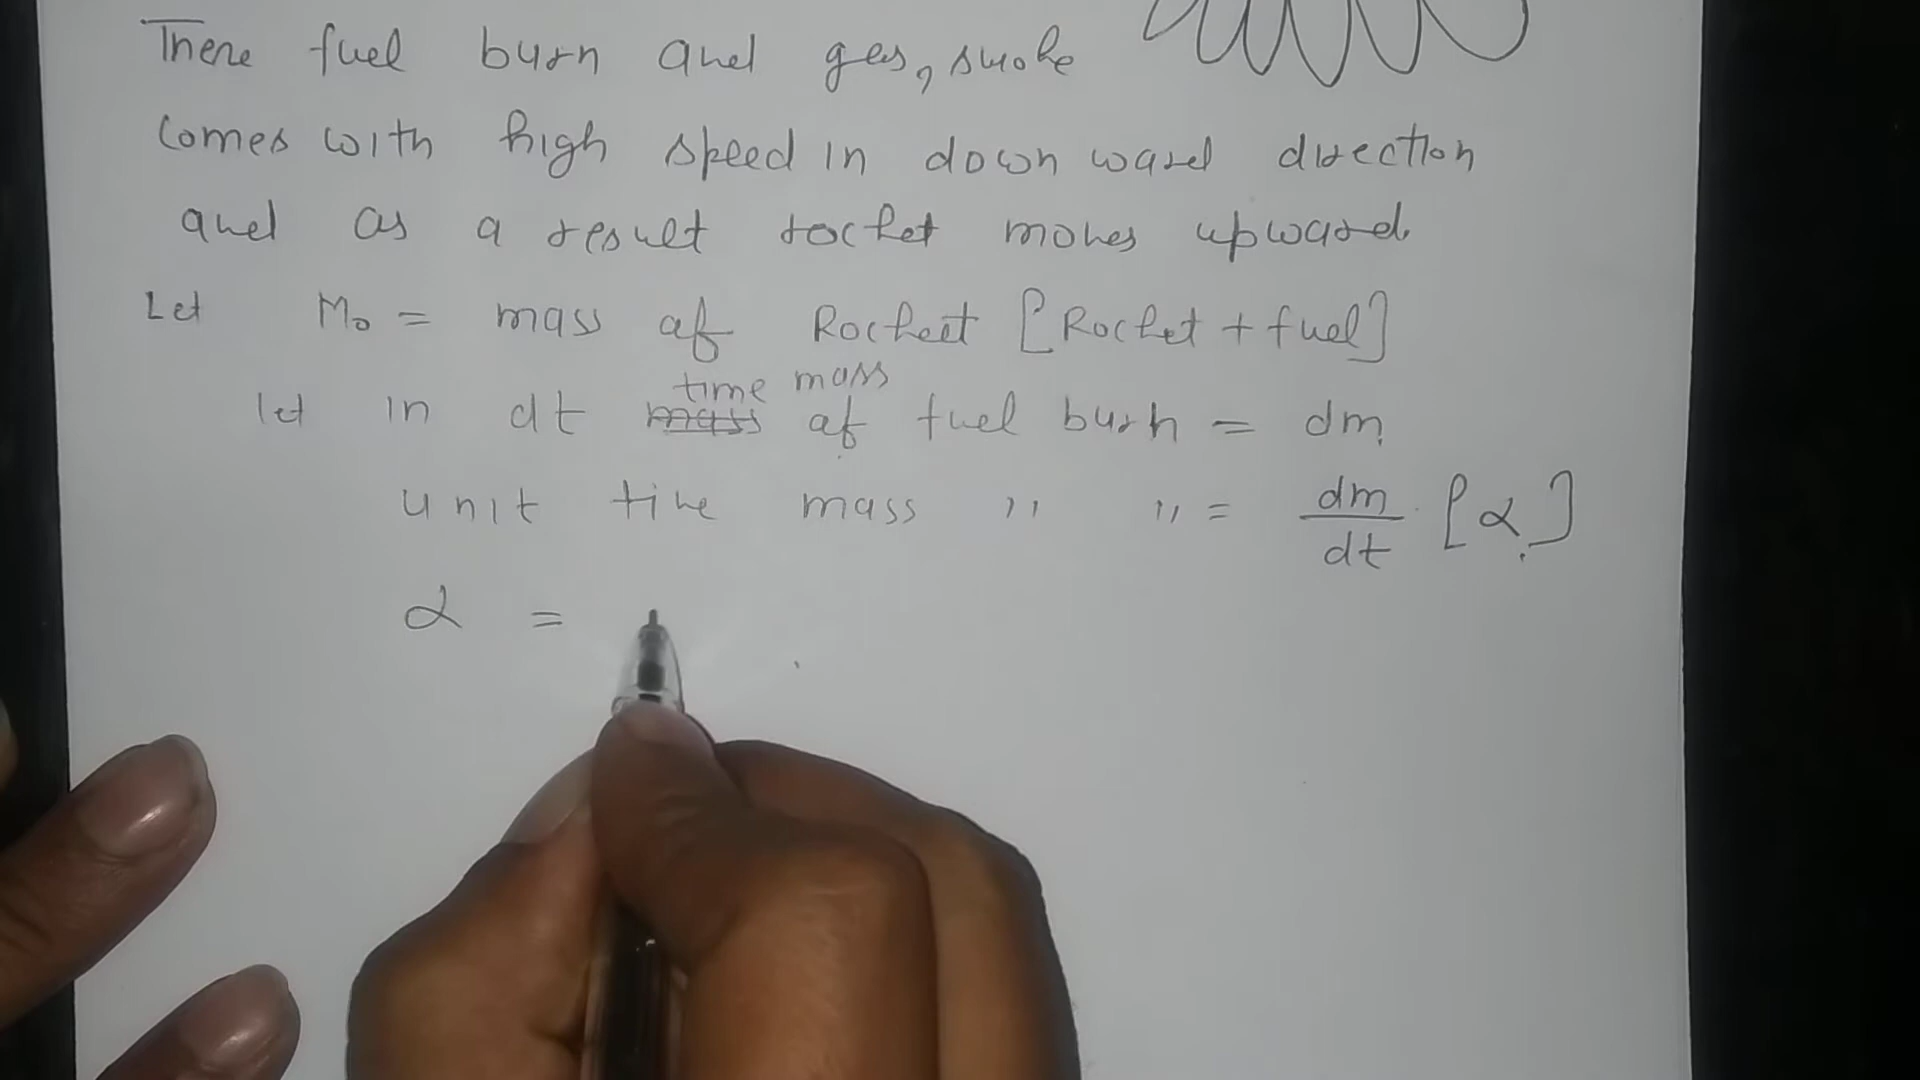 There fuel burn and gas, smoke
comes with high speed in down ward direction
and as a result rocket moves upward.
Let M₀ = mass of Rocket [Rocket + fuel]
time mass
let in dt mass of fuel burn = dm
unit time mass ,, ,, = dm/dt [α]
α =